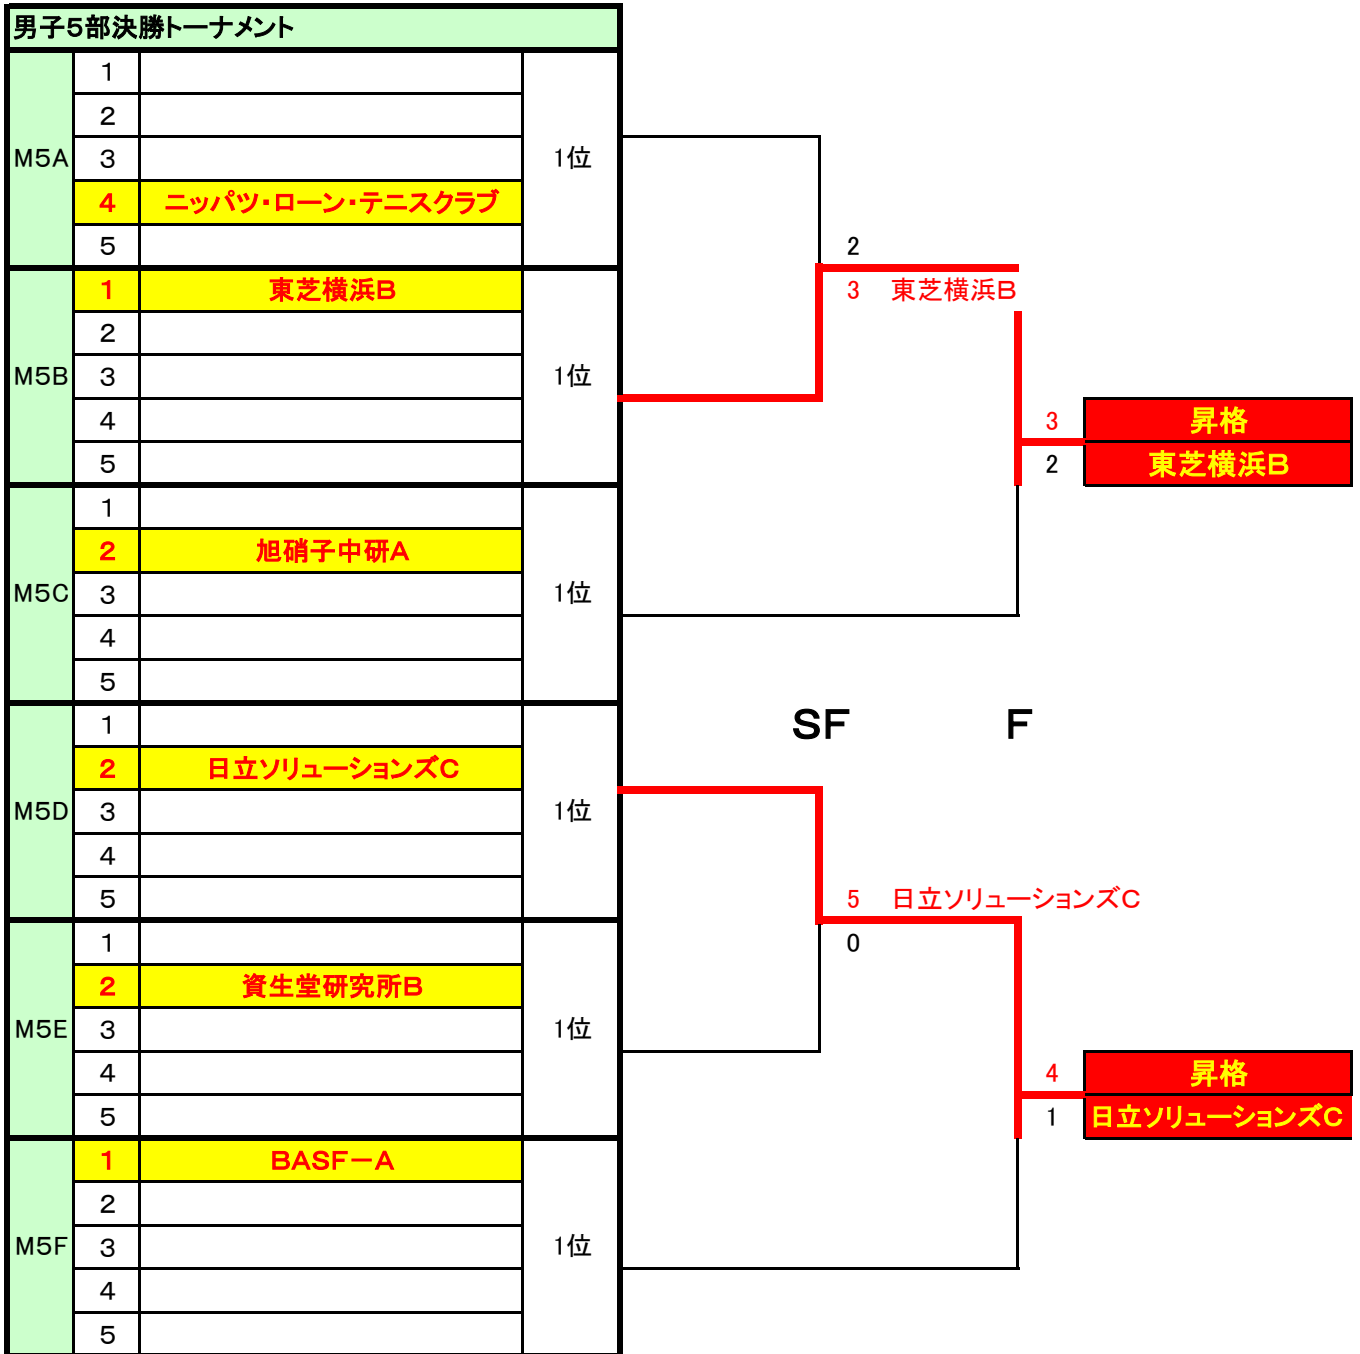 男子5部決勝トーナメント
M5A
1
2
3
4 ニッパツ・ローン・テニスクラブ
5
1位
M5B
1 東芝横浜B
2
3
4
5
1位
M5C
1
2 旭硝子中研A
3
4
5
1位
M5D
1
2 日立ソリューションズC
3
4
5
1位
M5E
1
2 資生堂研究所B
3
4
5
1位
M5F
1 BASF-A
2
3
4
5
1位
2
3 東芝横浜B
3 昇格
2 東芝横浜B
SF F
5 日立ソリューションズC
0
4 昇格
1 日立ソリューションズC